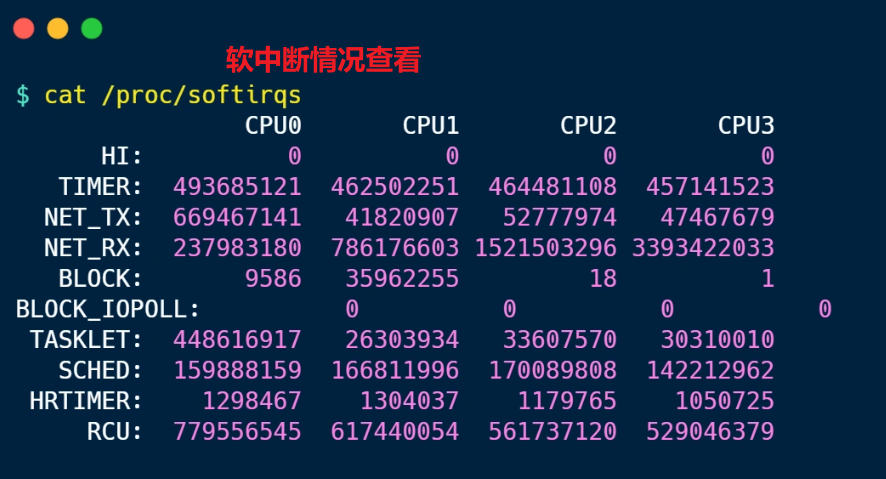 软中断情况查看
$ cat /proc/softirqs
CPU0 CPU1 CPU2 CPU3
HI: 0 0 0 0
TIMER: 493685121 462502251 464481108 457141523
NET_TX: 669467141 41820907 52777974 47467679
NET_RX: 237983180 786176603 1521503296 3393422033
BLOCK: 9586 35962255 18 1
BLOCK_IOPOLL: 0 0 0 0
TASKLET: 448616917 26303934 33607570 30310010
SCHED: 159888159 166811996 170089808 142212962
HRTIMER: 1298467 1304037 1179765 1050725
RCU: 779556545 617440054 561737120 529046379